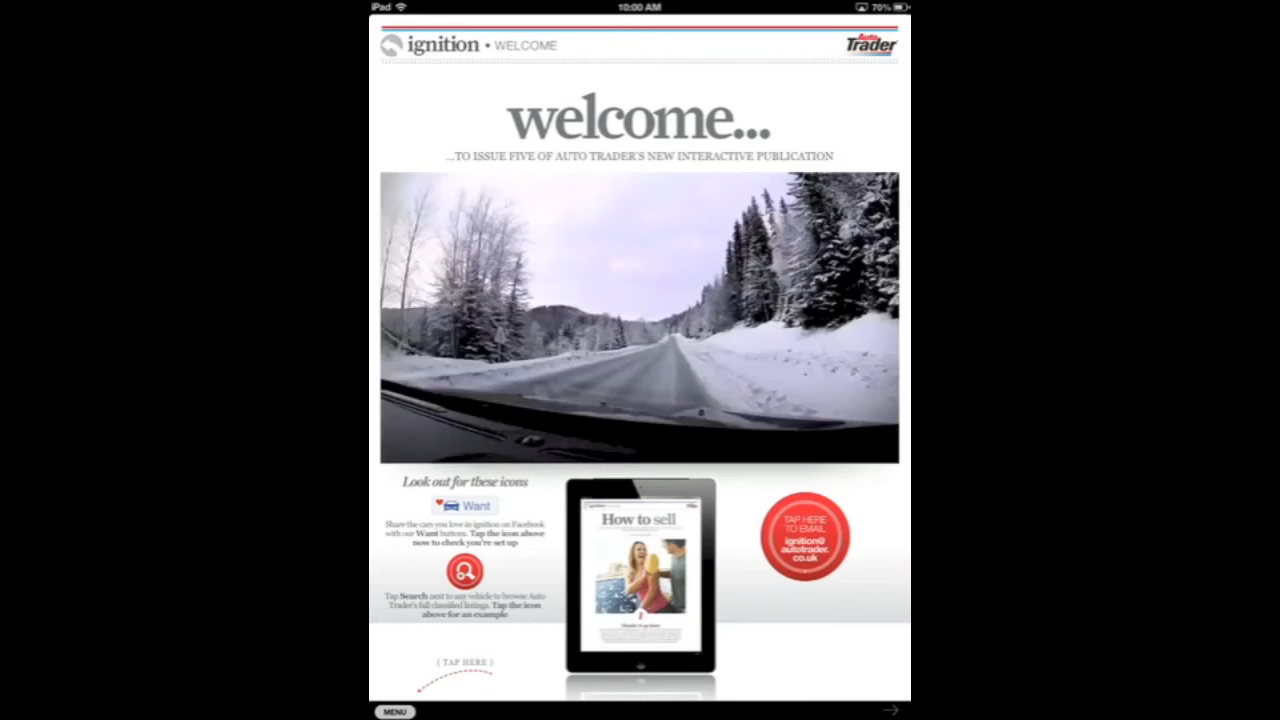 iPad
10:00 AM
70%
ignition • WELCOME
Auto
Trader
welcome...
...TO ISSUE FIVE OF AUTO TRADER'S NEW INTERACTIVE PUBLICATION
Look out for these icons
Want
Share the cars you love in ignition on Facebook
with our Want buttons. Tap the icon above
now to check you're set up
Tap Search next to any vehicle to browse Auto
Trader's full classified listings. Tap the icon
above for an example
[ TAP HERE ]
How to sell
TAP HERE
TO EMAIL
ignition@
autotrader.
co.uk
MENU